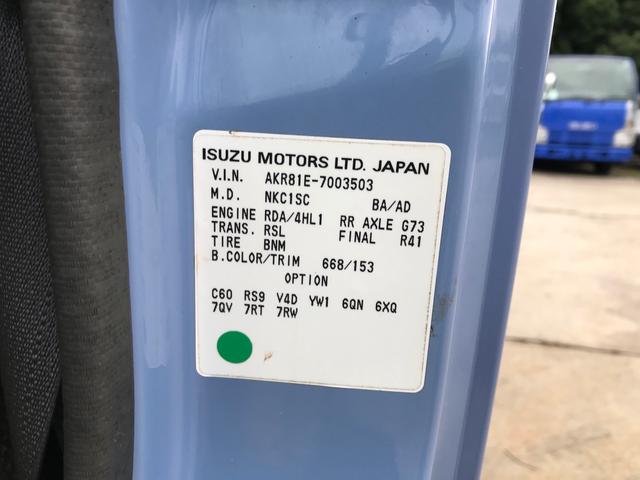 ISUZU MOTORS LTD. JAPAN
V.I.N. AKR81E-7003503
M.D. NKC1SC BA/AD
ENGINE RDA/4HL1 RR AXLE G73
TRANS. RSL FINAL R41
TIRE BNM
B.COLOR/TRIM 668/153
OPTION
C60 RS9 V4D YW1 6QN 6XQ
7QV 7RT 7RW